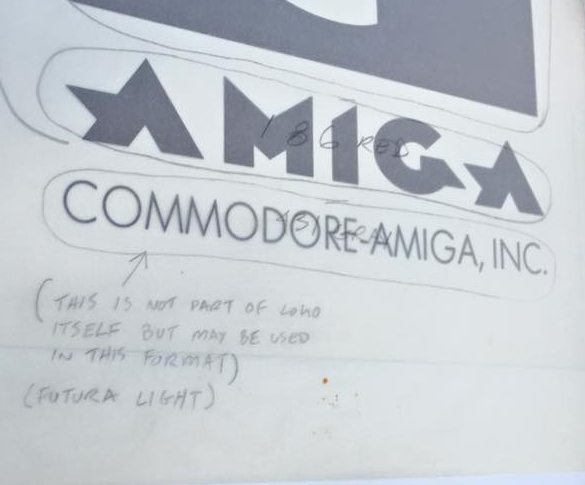 AMIGA
186 RED
COMMODORE-AMIGA, INC.
(THIS IS NOT PART OF LOGO
ITSELF BUT MAY BE USED
IN THIS FORMAT)
(FUTURA LIGHT)